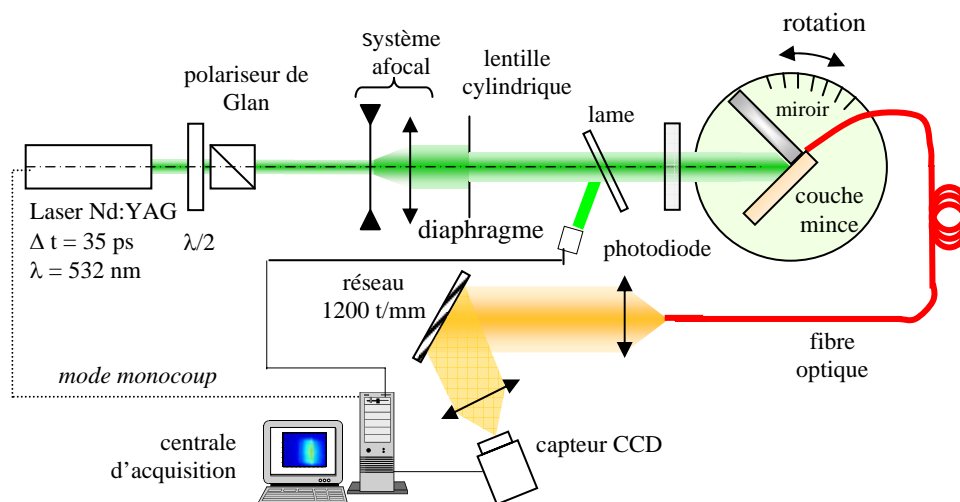 Système
afocal
lentille
cylindrique
rotation
polariseur de
Glan
lame
miroir
Laser Nd:YAG
Δ t = 35 ps
λ = 532 nm
λ/2
diaphragme
couche
mince
photodiode
réseau
1200 t/mm
fibre
optique
mode monocoup
centrale
d'acquisition
capteur CCD